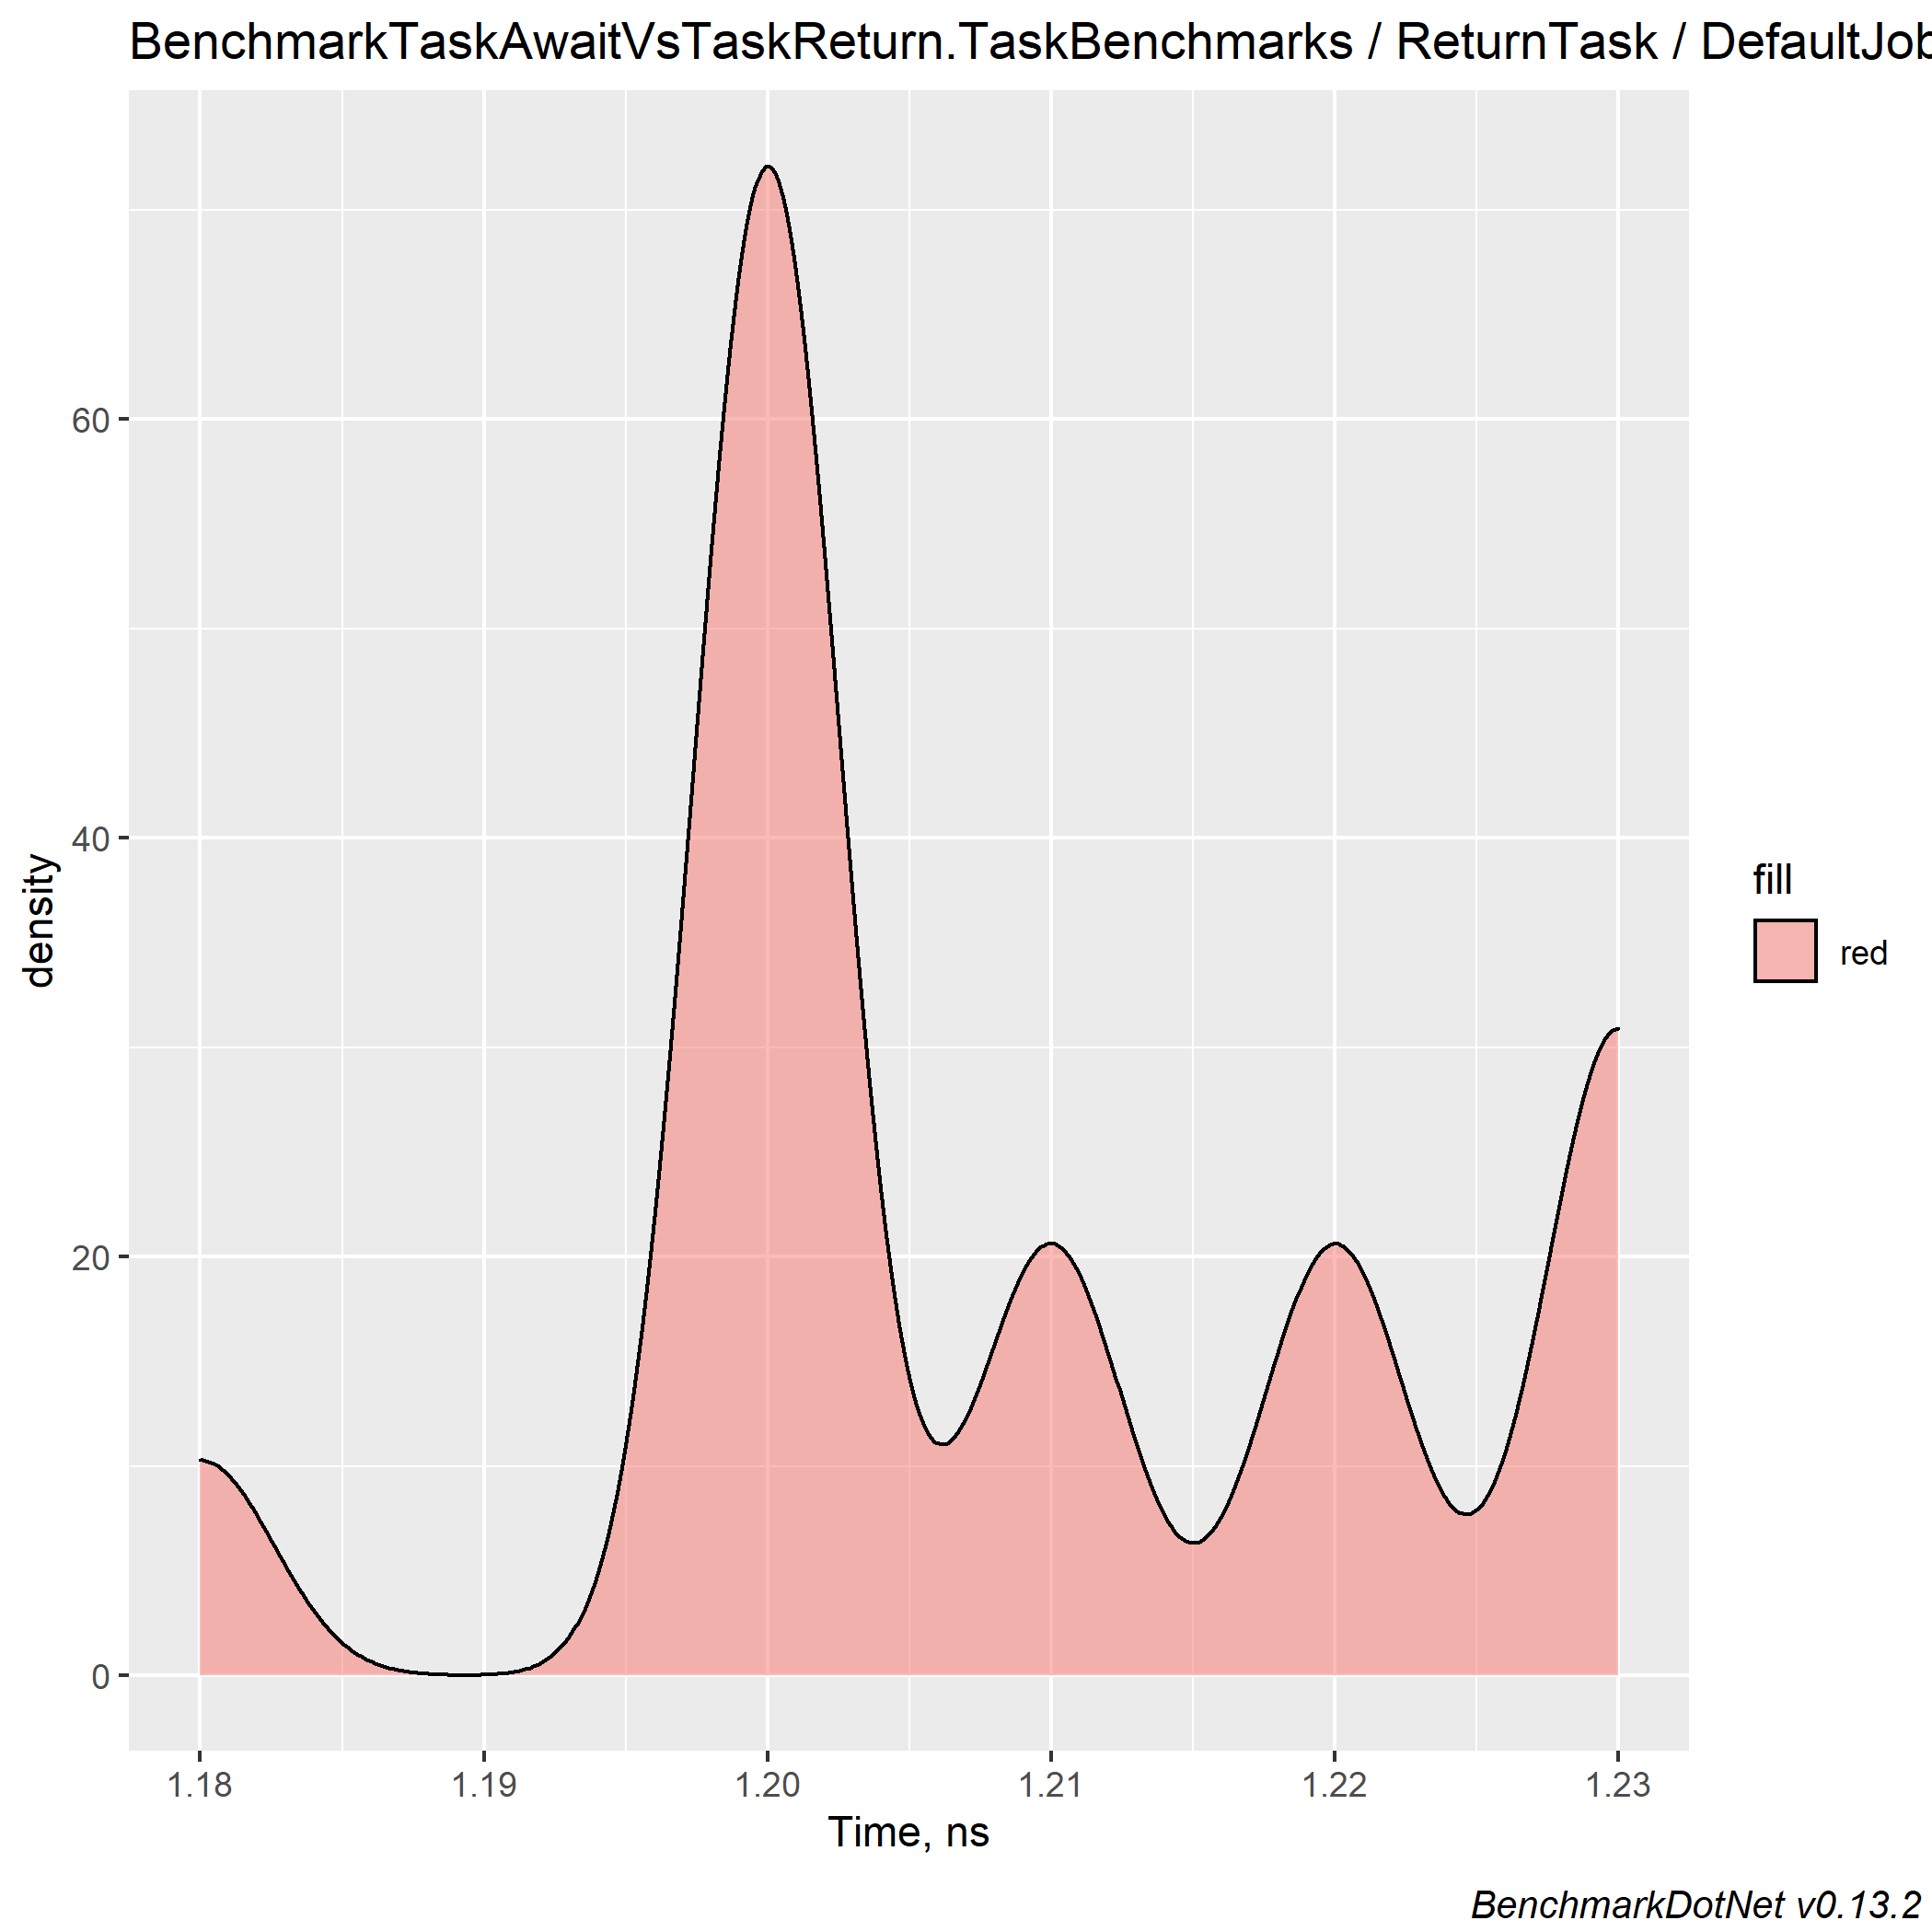 BenchmarkTaskAwaitVsTaskReturn.TaskBenchmarks / ReturnTask / DefaultJob
60
40
20
0
density
fill
red
1.18 1.19 1.20 1.21 1.22 1.23
Time, ns
BenchmarkDotNet v0.13.2